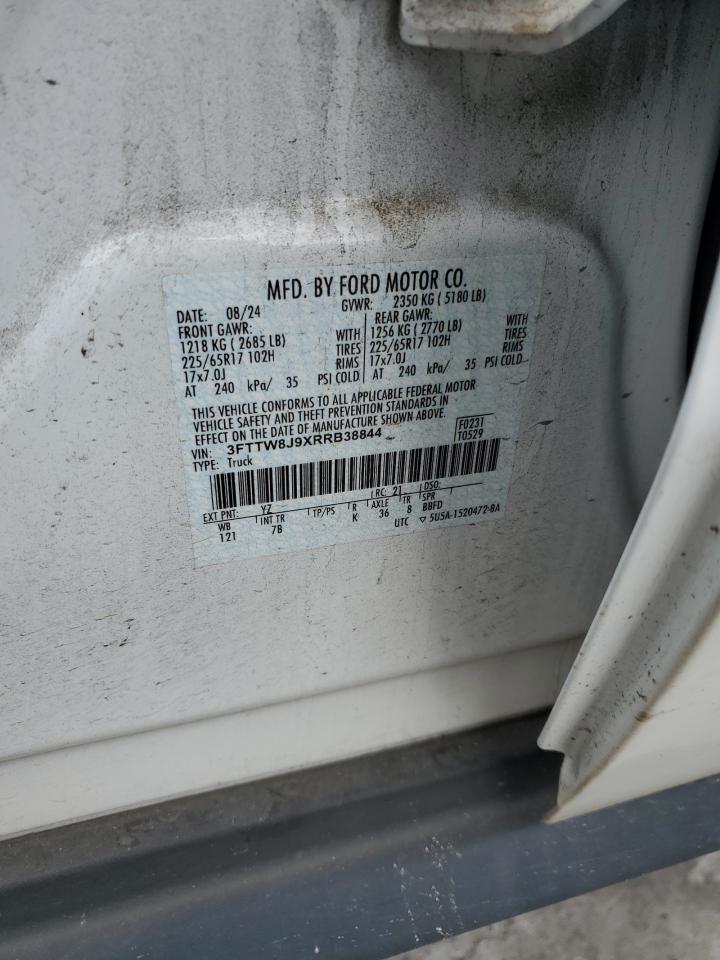 MFD. BY FORD MOTOR CO.
DATE: 08/24 GVWR: 2350 KG ( 5180 LB)
FRONT GAWR: REAR GAWR:
1218 KG ( 2685 LB) WITH 1256 KG ( 2770 LB) WITH
225/65R17 102H TIRES 225/65R17 102H TIRES
17x7.0J RIMS 17x7.0J RIMS
AT 240 kPa/ 35 PSI COLD AT 240 kPa/ 35 PSI COLD
THIS VEHICLE CONFORMS TO ALL APPLICABLE FEDERAL MOTOR
VEHICLE SAFETY AND THEFT PREVENTION STANDARDS IN
EFFECT ON THE DATE OF MANUFACTURE SHOWN ABOVE.
VIN: 3FTTW8J9XRRB38844 F0231
TYPE: Truck T0529
EXT PNT: YZ RC: 21 DSO:
WB INT TR TP/PS R AXLE TR SPR
121 7B K 36 8 BBFD
UTC ▽ 5U5A-1520472-BA